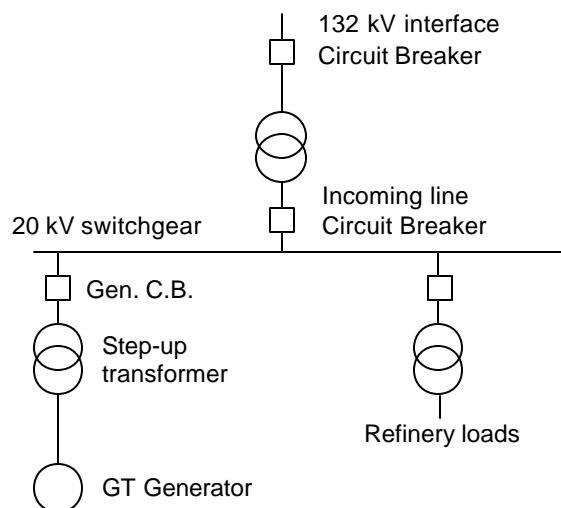 132 kV interface
Circuit Breaker
Incoming line
Circuit Breaker
20 kV switchgear
Gen. C.B.
Step-up
transformer
Refinery loads
GT Generator